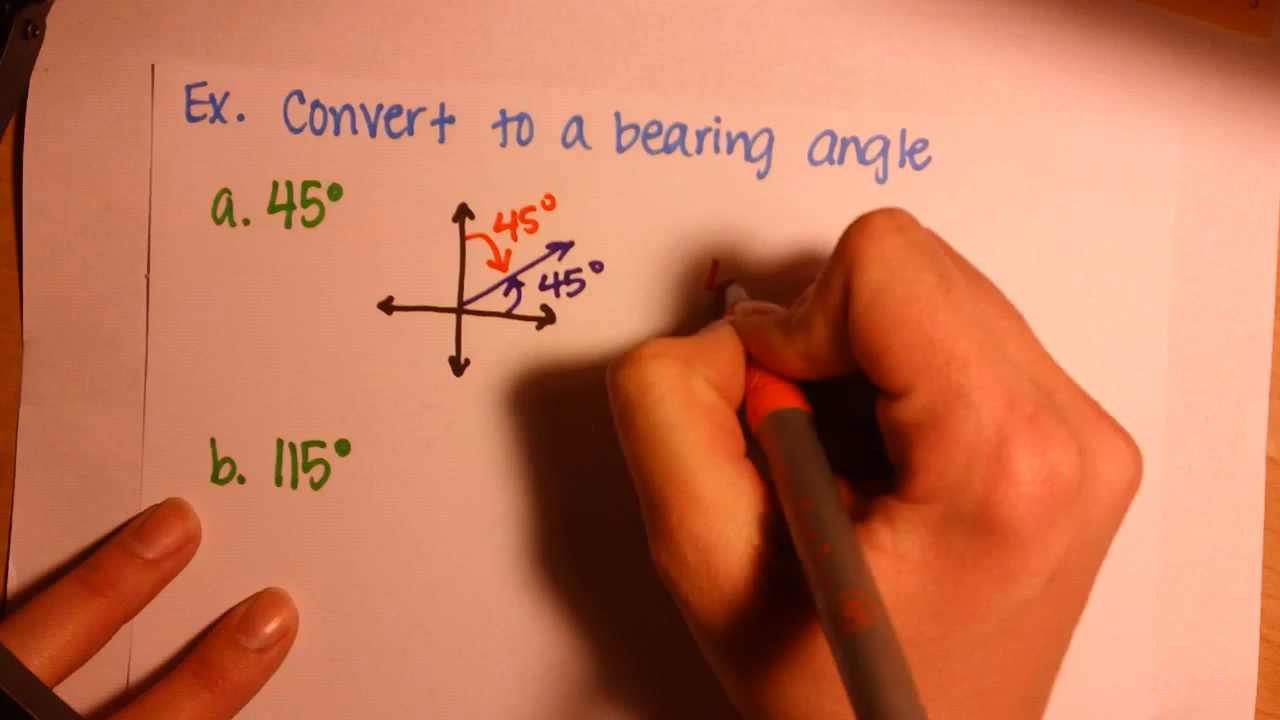 Ex. Convert to a bearing angle
a. 45°
45°
45°
b. 115°